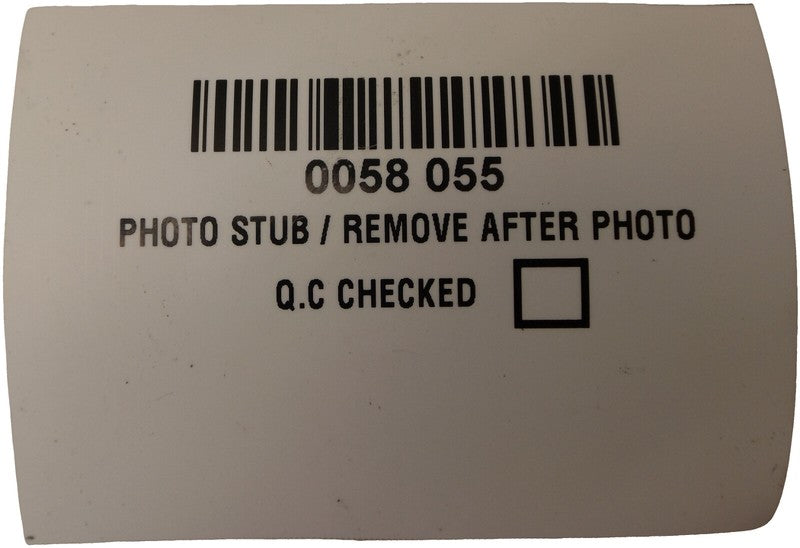 0058 055
PHOTO STUB / REMOVE AFTER PHOTO
Q.C CHECKED